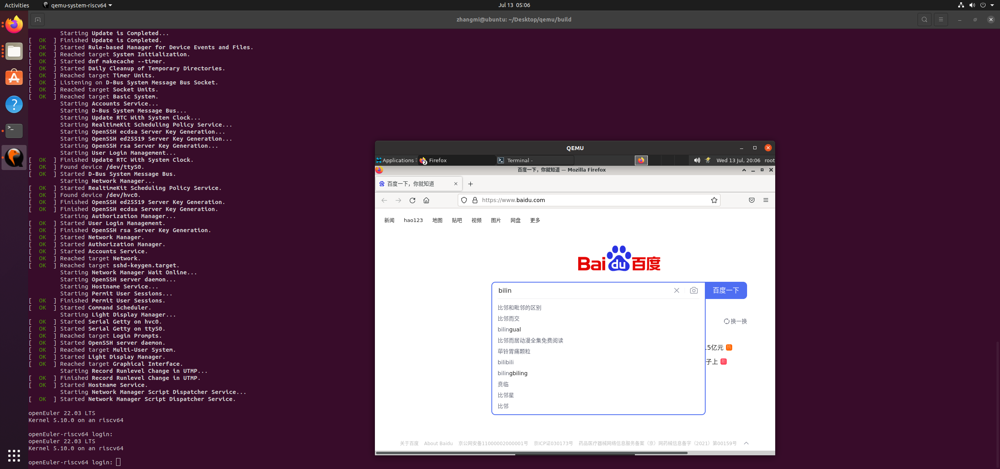 Activities qemu-system-riscv64 Jul 13 05:06
zhangmi@ubuntu: ~/Desktop/qemu/build
Starting Update is Completed...
[ OK ] Finished Update is Completed.
[ OK ] Started Rule-based Manager for Device Events and Files.
[ OK ] Reached target System Initialization.
[ OK ] Started dnf makecache --timer.
[ OK ] Started Daily Cleanup of Temporary Directories.
[ OK ] Reached target Timer Units.
[ OK ] Listening on D-Bus System Message Bus Socket.
[ OK ] Reached target Socket Units.
[ OK ] Reached target Basic System.
Starting Accounts Service...
Starting D-Bus System Message Bus...
Starting Update RTC With System Clock...
Starting RealtimeKit Scheduling Policy Service...
Starting OpenSSH ecdsa Server Key Generation...
Starting OpenSSH ed25519 Server Key Generation...
Starting OpenSSH rsa Server Key Generation...
Starting User Login Management...
[ OK ] Finished Update RTC With System Clock.
[ OK ] Found device /dev/ttyS0.
[ OK ] Started D-Bus System Message Bus.
Starting Network Manager...
[ OK ] Started RealtimeKit Scheduling Policy Service.
[ OK ] Found device /dev/hvc0.
[ OK ] Finished OpenSSH ed25519 Server Key Generation.
[ OK ] Finished OpenSSH ecdsa Server Key Generation.
Starting Authorization Manager...
[ OK ] Started User Login Management.
[ OK ] Finished OpenSSH rsa Server Key Generation.
[ OK ] Started Network Manager.
[ OK ] Started Authorization Manager.
[ OK ] Started Accounts Service.
[ OK ] Reached target Network.
[ OK ] Reached target sshd-keygen.target.
Starting Network Manager Wait Online...
Starting OpenSSH server daemon...
Starting Hostname Service...
Starting Permit User Sessions...
[ OK ] Finished Permit User Sessions.
[ OK ] Started Command Scheduler.
Starting Light Display Manager...
[ OK ] Started Serial Getty on hvc0.
[ OK ] Started Serial Getty on ttyS0.
[ OK ] Reached target Login Prompts.
[ OK ] Started OpenSSH server daemon.
[ OK ] Reached target Multi-User System.
[ OK ] Started Light Display Manager.
[ OK ] Reached target Graphical Interface.
Starting Record Runlevel Change in UTMP...
[ OK ] Finished Record Runlevel Change in UTMP.
[ OK ] Started Hostname Service.
Starting Network Manager Script Dispatcher Service...
[ OK ] Started Network Manager Script Dispatcher Service.
openEuler 22.03 LTS
Kernel 5.10.0 on an riscv64
openEuler-riscv64 login:
openEuler 22.03 LTS
Kernel 5.10.0 on an riscv64
openEuler-riscv64 login:
QEMU
Applications 2 Firefox Terminal - Wed 13 Jul, 20:06 root
百度一下，你就知道 — Mozilla Firefox
百度一下，你就知道
https://www.baidu.com
新闻 hao123 地图 贴吧 视频 图片 网盘 更多
Bai du 百度
bilin 百度一下
比邻和毗邻的区别
比邻而交
换一换
bilingual
比邻而居动漫全集免费阅读
.5亿元 热
荜铃胃痛颗粒
bilibili
子上 新
bilingbiling
贲临
比邻星
比邻
关于百度 About Baidu 京公网安备11000002000001号 京ICP证030173号 药品医疗器械网络信息服务备案（京）网药械信息备字（2021）第00159号